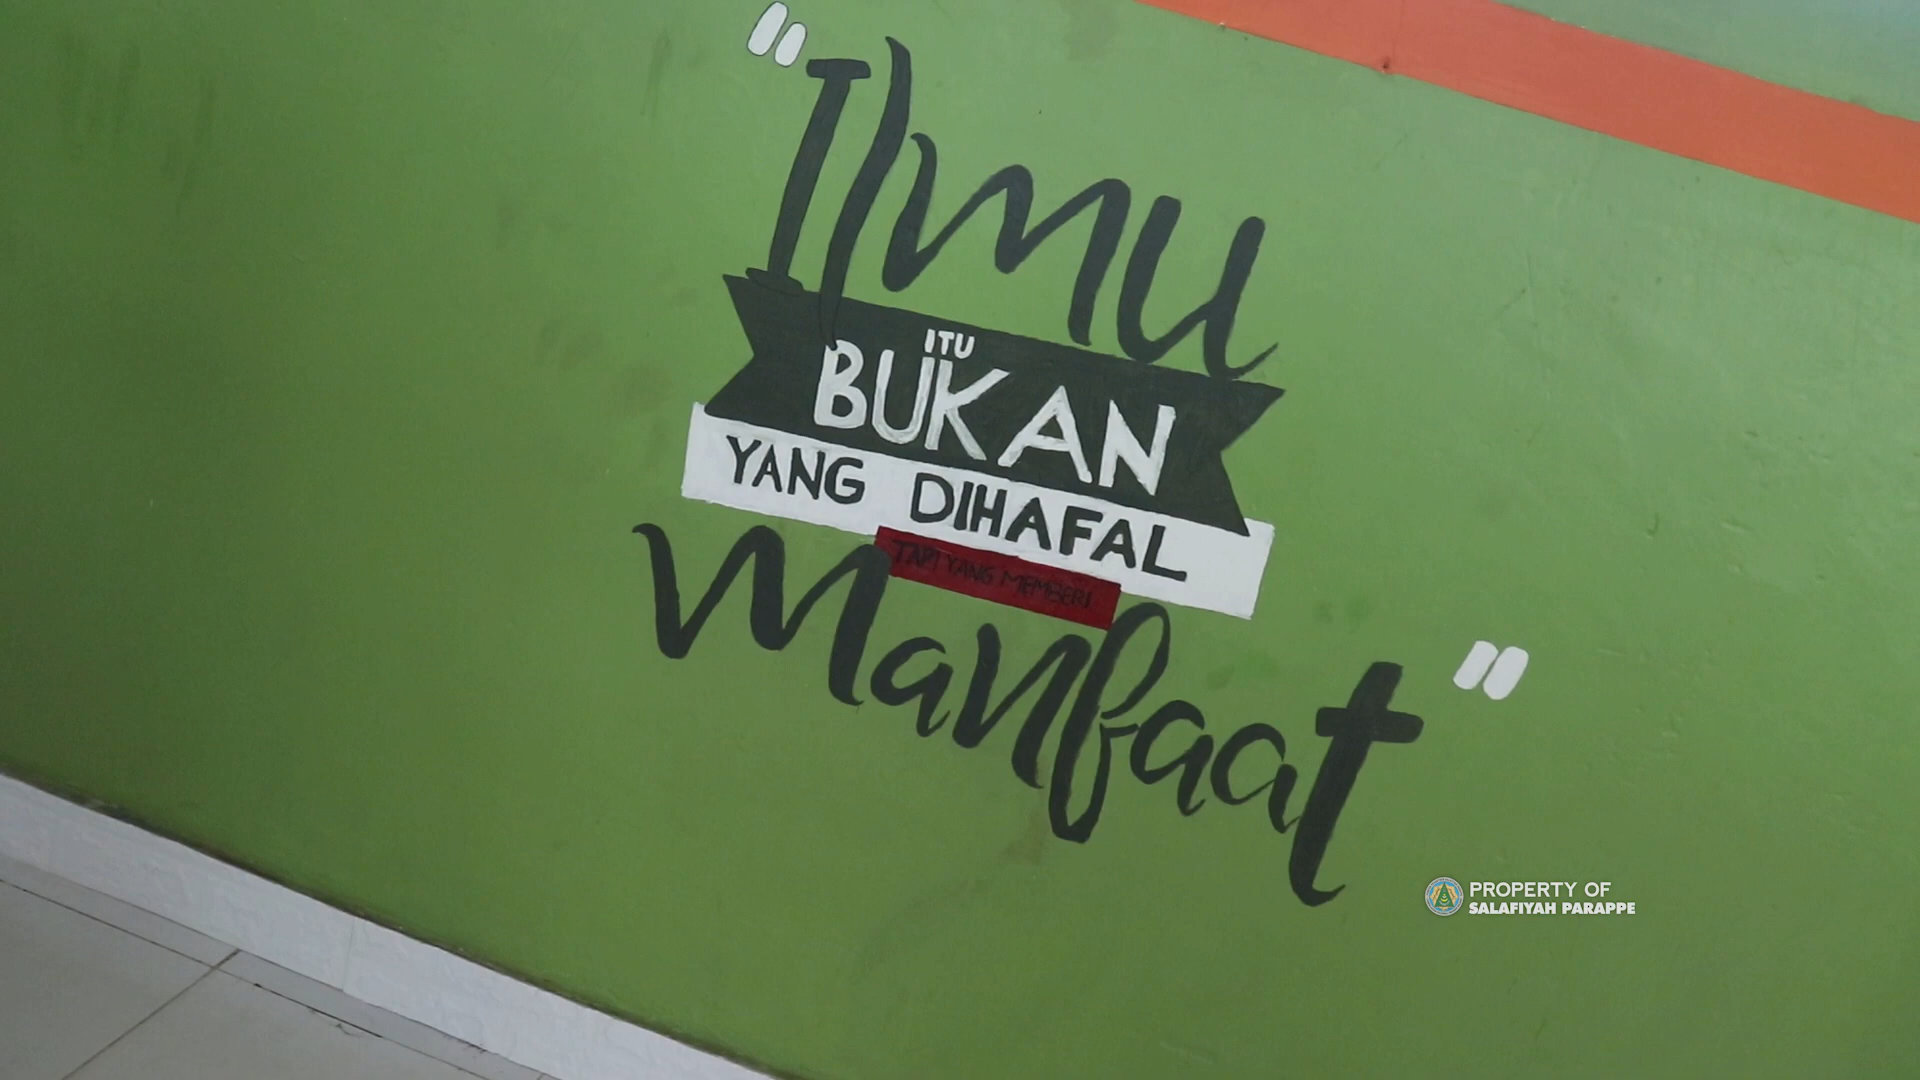 "Ilmu
ITU
BUKAN
YANG DIHAFAL
TAPI YANG MEMBERI
Manfaat"
PROPERTY OF
SALAFIYAH PARAPPE